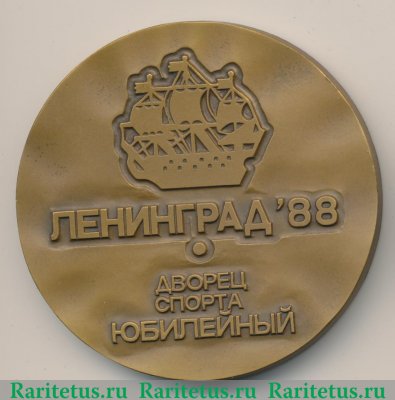 ЛЕНИНГРАД '88
ДВОРЕЦ
СПОРТА
ЮБИЛЕЙНЫЙ
Raritetus.ru Raritetus.ru Raritetus.ru